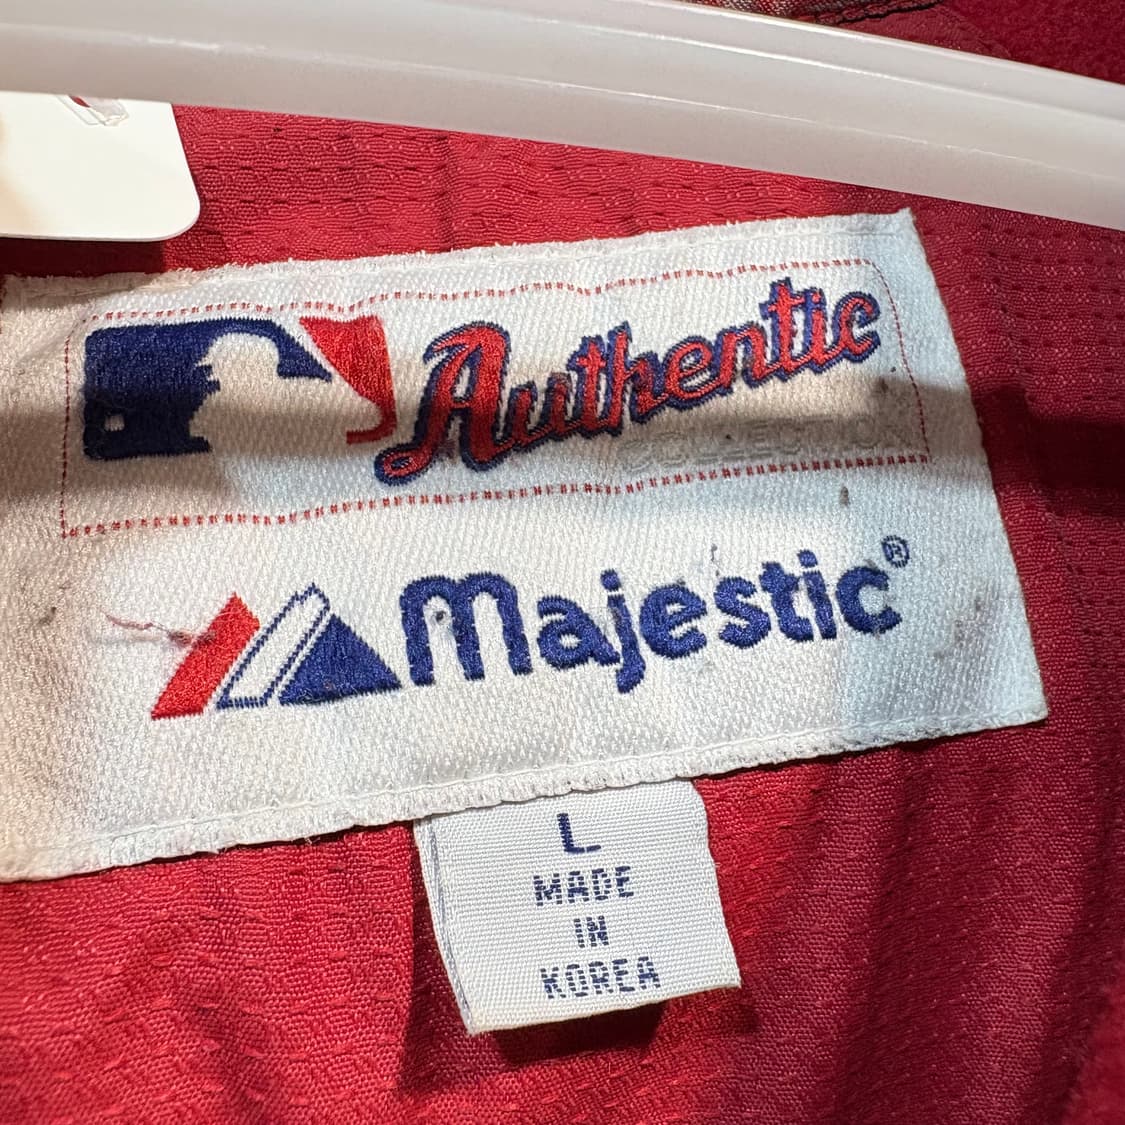 Authentic
COLLECTION
Majestic®
L
MADE
IN
KOREA